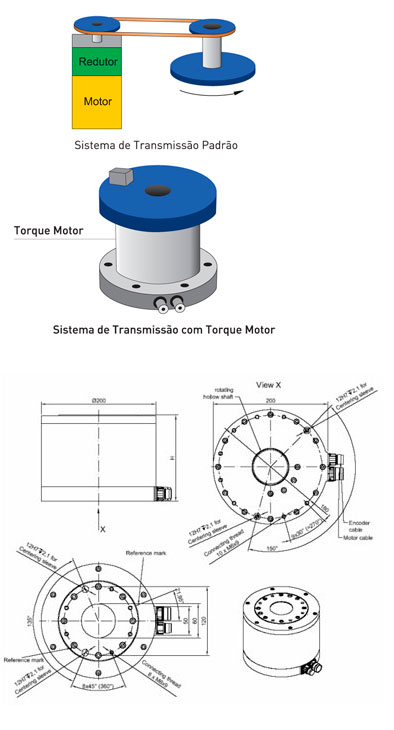 Redutor
Motor
Sistema de Transmissão Padrão
Torque Motor
Sistema de Transmissão com Torque Motor
Ø200
H
X
View X
rotating
hollow shaft
200
12H7 ↧2,1 for
Centering sleeve
180
9x30° (=270°)
150°
12H7 ↧2,1 for
Centering sleeve
Connecting thread
10 x M6x9
Encoder
cable
Motor cable
12H7 ↧2,1 for
Centering sleeve
Reference mark
135°
50
60
120
Reference mark
12H7 ↧2,1 for
Centering sleeve
8x45° (360°)
Connecting thread
8 x M6x9